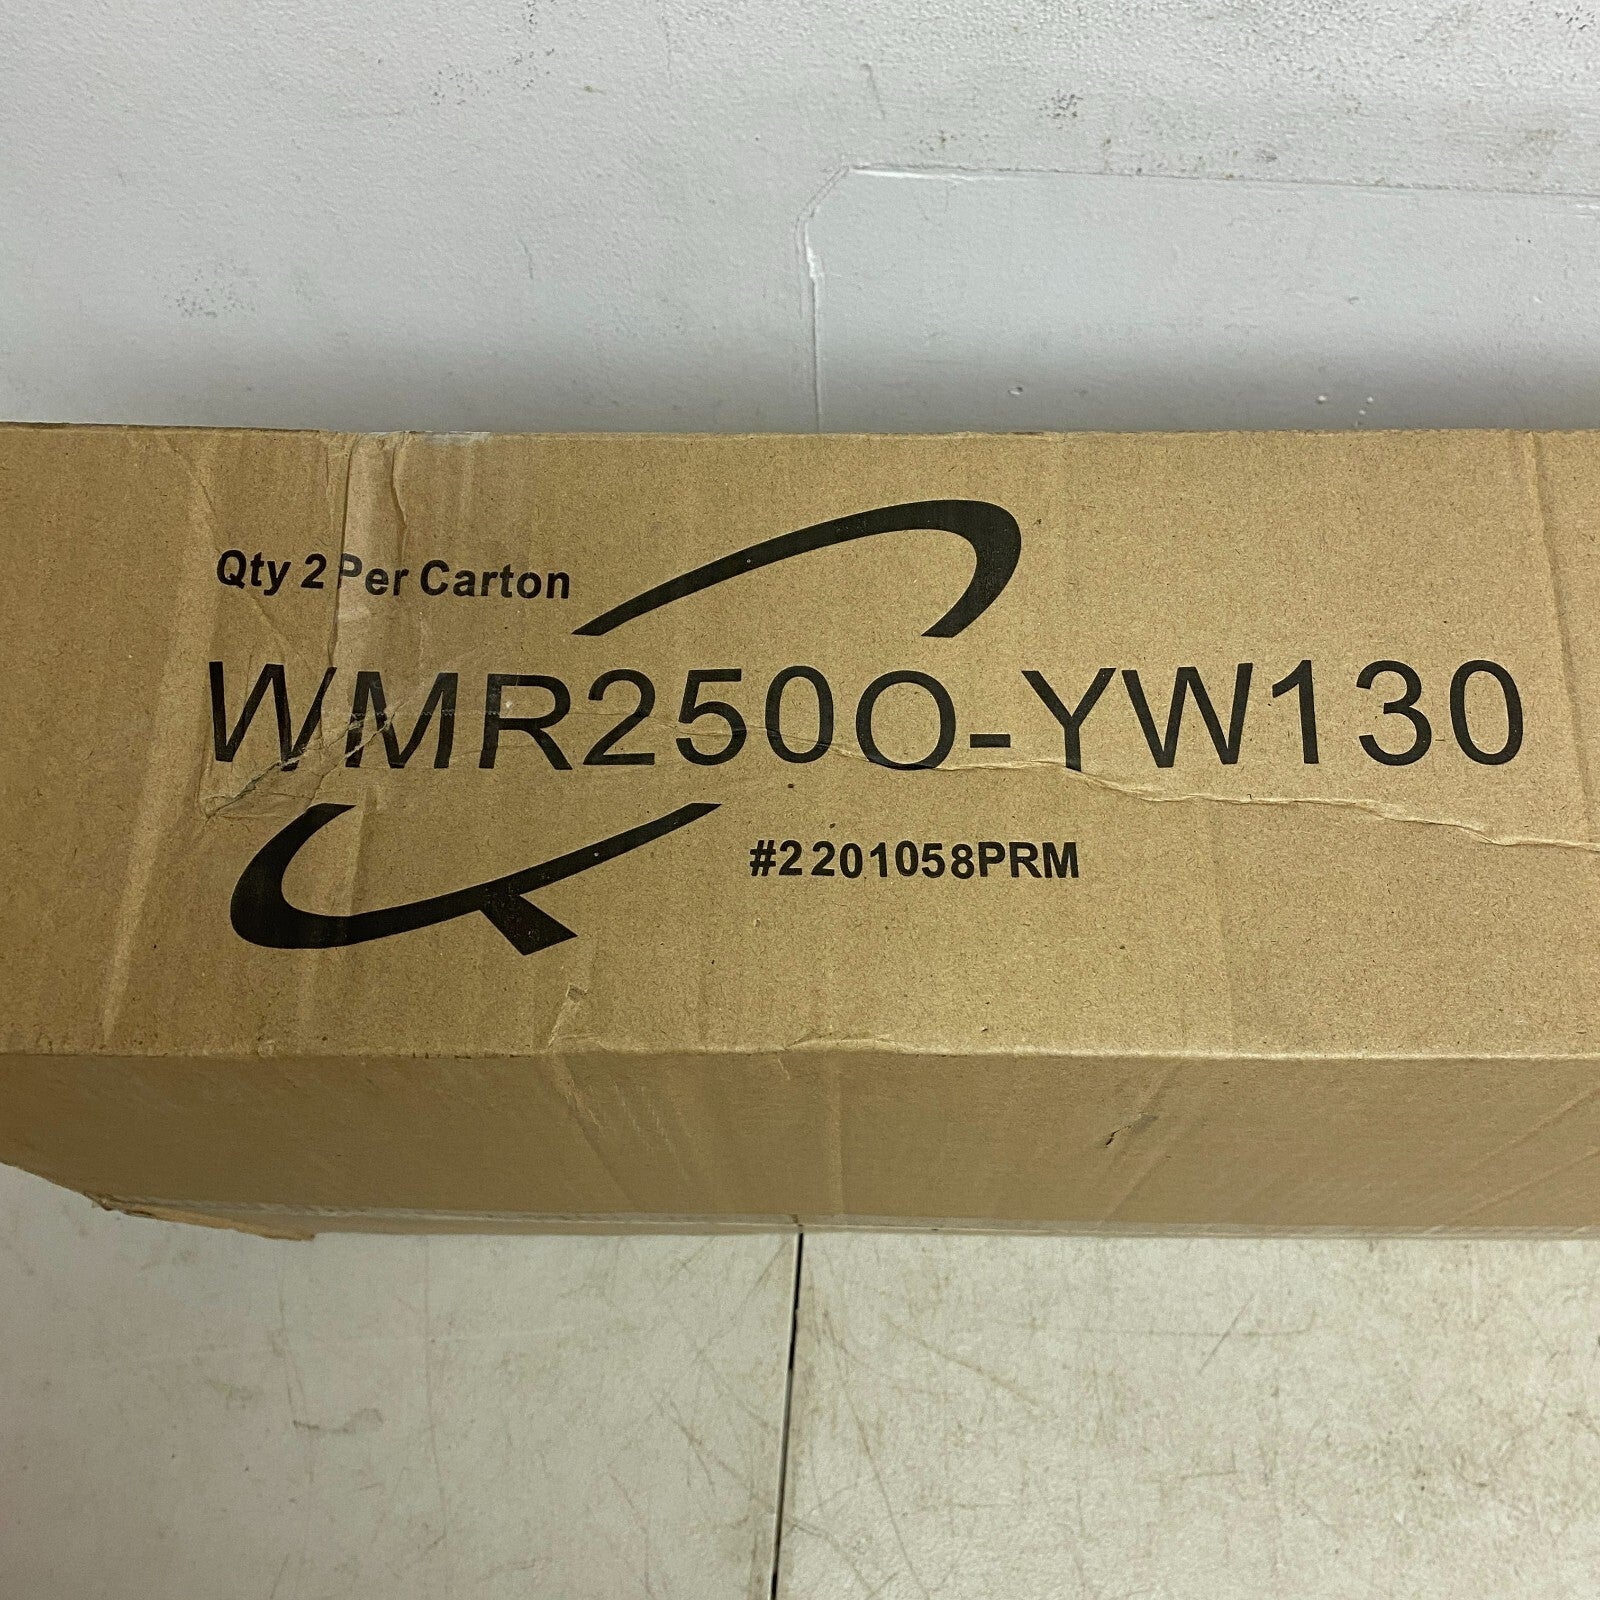 Qty 2 Per Carton
WMR250O-YW130
#2201058PRM